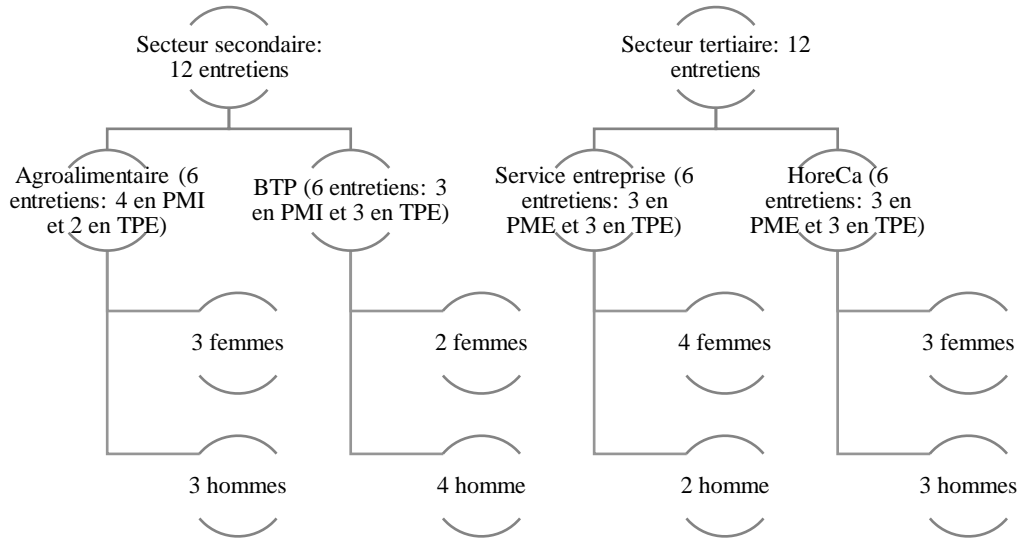 Secteur secondaire:
12 entretiens
Secteur tertiaire: 12
entretiens
Agroalimentaire (6
entretiens: 4 en PMI
et 2 en TPE)
BTP (6 entretiens: 3
en PMI et 3 en TPE)
Service entreprise (6
entretiens: 3 en
PME et 3 en TPE)
HoreCa (6
entretiens: 3 en
PME et 3 en TPE)
3 femmes
2 femmes
4 femmes
3 femmes
3 hommes
4 homme
2 homme
3 hommes